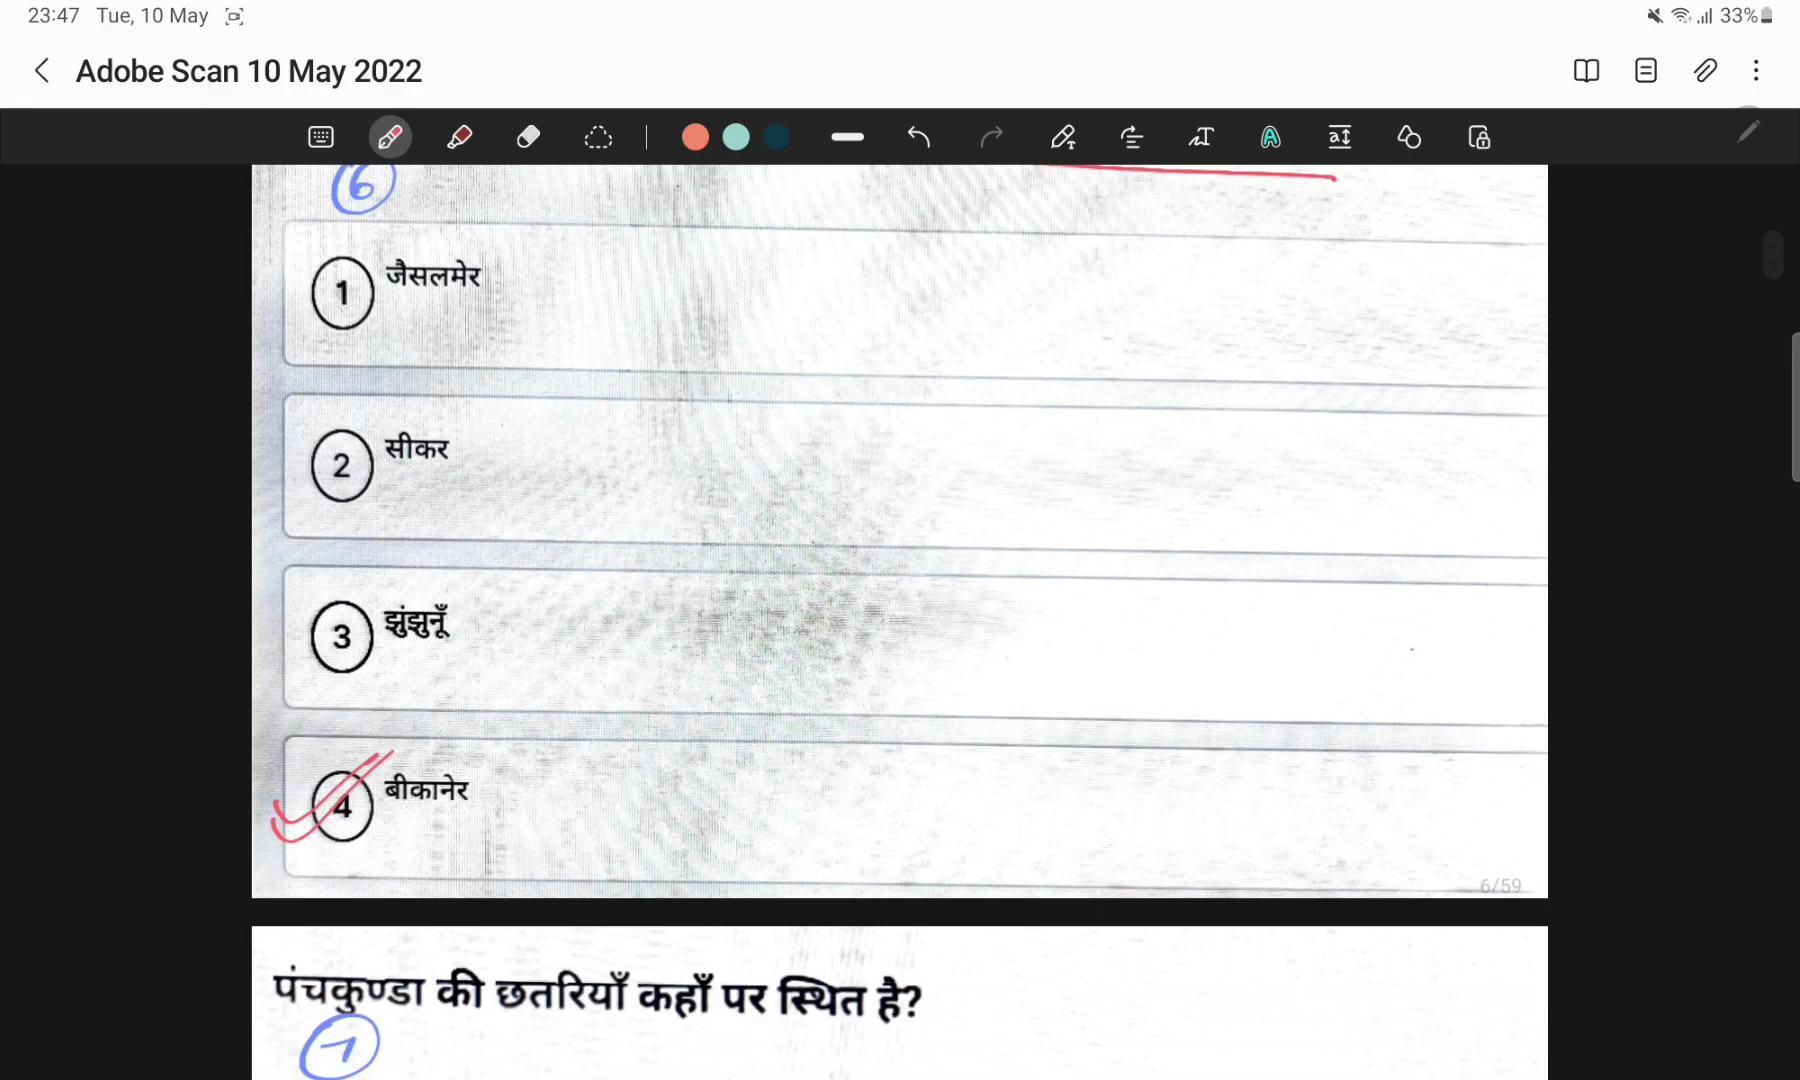 23:47 Tue, 10 May
33%
Adobe Scan 10 May 2022
6
1 जैसलमेर
2 सीकर
3 झुंझुनूँ
4 बीकानेर
6/59
पंचकुण्डा की छतरियाँ कहाँ पर स्थित है?
7